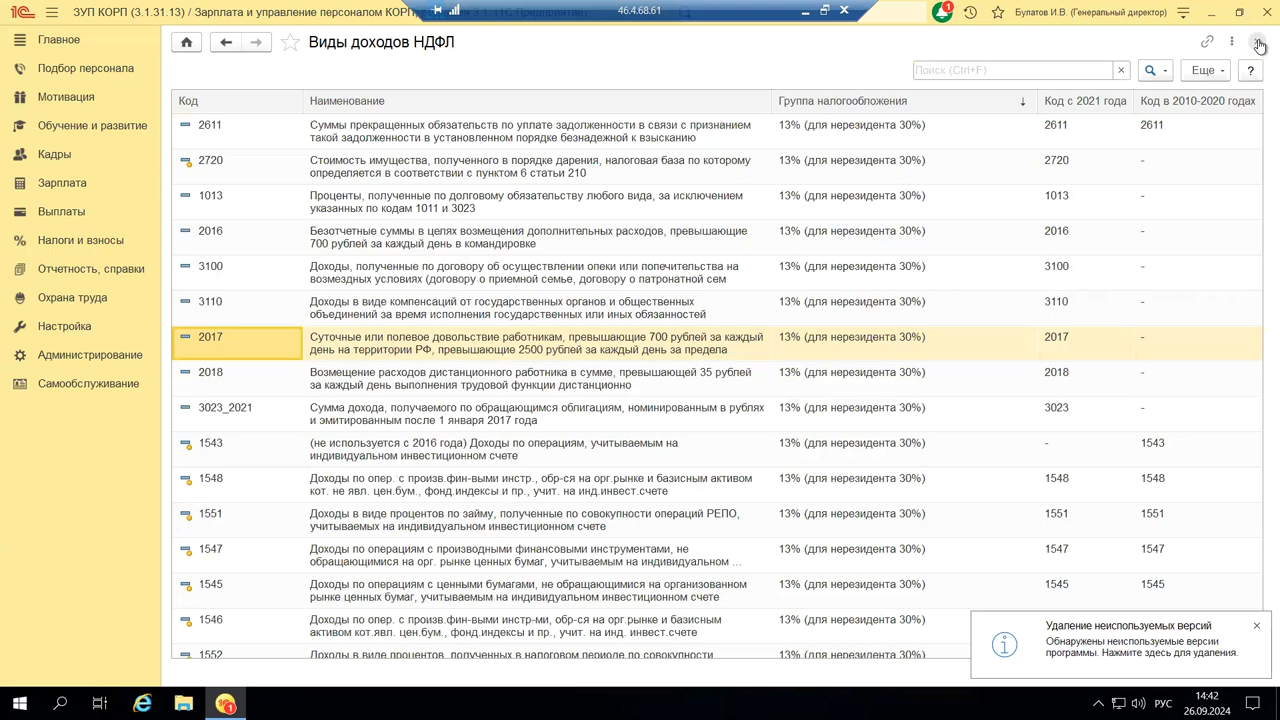 ЗУП КОРП (3.1.31.13) / Зарплата и управление персоналом КОРП,
46.4.68.61
1
Булатов И.В. (Генеральный директор)
Главное
Подбор персонала
Мотивация
Обучение и развитие
Кадры
Зарплата
Выплаты
Налоги и взносы
Отчетность, справки
Охрана труда
Настройка
Администрирование
Самообслуживание
Виды доходов НДФЛ
Поиск (Ctrl+F)
Еще
?
Код Наименование Группа налогообложения Код с 2021 года Код в 2010-2020 годах
2611 Суммы прекращенных обязательств по уплате задолженности в связи с признанием 13% (для нерезидента 30%) 2611 2611
такой задолженности в установленном порядке безнадежной к взысканию
2720 Стоимость имущества, полученного в порядке дарения, налоговая база по которому 13% (для нерезидента 30%) 2720 -
определяется в соответствии с пунктом 6 статьи 210
1013 Проценты, полученные по долговому обязательству любого вида, за исключением 13% (для нерезидента 30%) 1013 -
указанных по кодам 1011 и 3023
2016 Безотчетные суммы в целях возмещения дополнительных расходов, превышающие 13% (для нерезидента 30%) 2016 -
700 рублей за каждый день в командировке
3100 Доходы, полученные по договору об осуществлении опеки или попечительства на 13% (для нерезидента 30%) 3100 -
возмездных условиях (договору о приемной семье, договору о патронатной сем
3110 Доходы в виде компенсаций от государственных органов и общественных 13% (для нерезидента 30%) 3110 -
объединений за время исполнения государственных или иных обязанностей
2017 Суточные или полевое довольствие работникам, превышающие 700 рублей за каждый 13% (для нерезидента 30%) 2017 -
день на территории РФ, превышающие 2500 рублей за каждый день за предела
2018 Возмещение расходов дистанционного работника в сумме, превышающей 35 рублей 13% (для нерезидента 30%) 2018 -
за каждый день выполнения трудовой функции дистанционно
3023_2021 Сумма дохода, получаемого по обращающимся облигациям, номинированным в рублях 13% (для нерезидента 30%) 3023 -
и эмитированным после 1 января 2017 года
1543 (не используется с 2016 года) Доходы по операциям, учитываемым на 13% (для нерезидента 30%) - 1543
индивидуальном инвестиционном счете
1548 Доходы по опер. с произв.фин-выми инстр., обр-ся на орг.рынке и базисным активом 13% (для нерезидента 30%) 1548 1548
кот. не явл. цен.бум., фонд.индексы и пр., учит. на инд.инвест.счете
1551 Доходы в виде процентов по займу, полученные по совокупности операций РЕПО, 13% (для нерезидента 30%) 1551 1551
учитываемых на индивидуальном инвестиционном счете
1547 Доходы по операциям с производными финансовыми инструментами, не 13% (для нерезидента 30%) 1547 1547
обращающимися на орг. рынке ценных бумаг, учитываемым на индивидуальном ...
1545 Доходы по операциям с ценными бумагами, не обращающимися на организованном 13% (для нерезидента 30%) 1545 1545
рынке ценных бумаг, учитываемым на индивидуальном инвестиционном счете
1546 Доходы по опер. с произв.фин-выми инстр-ми, обр-ся на орг.рынке и базисным 13% (для нерезидента 30%)
активом кот.явл. цен.бум., фонд.индексы и пр., учит. на инд. инвест.счете
1552 Доходы в виде процентов, полученных в налоговом периоде по совокупности 13% (для нерезидента 30%)
Удаление неиспользуемых версий
Обнаружены неиспользуемые версии
программы. Нажмите здесь для удаления.
1
РУС
14:42
26.09.2024